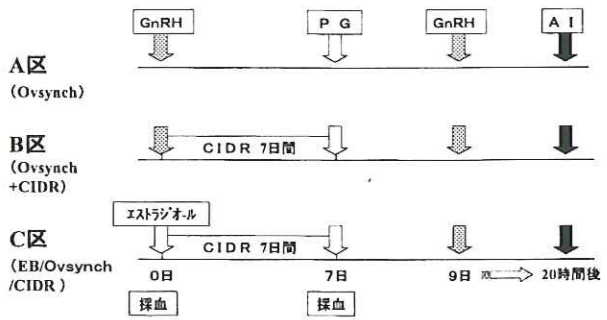 GnRH PG GnRH AI
A区
(Ovsynch)
B区
(Ovsynch
+CIDR)
CIDR 7日間
エストラジオール
C区
(EB/Ovsynch
/CIDR)
CIDR 7日間
0日 7日 9日 20時間後
採血 採血